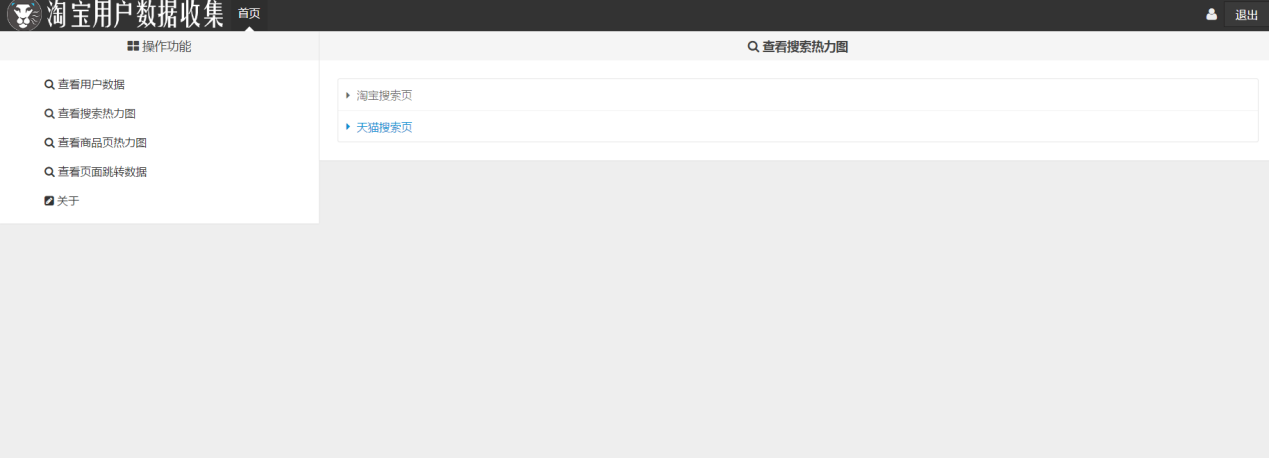 淘宝用户数据收集 首页 退出
操作功能
查看用户数据
查看搜索热力图
查看商品页热力图
查看页面跳转数据
关于
查看搜索热力图
淘宝搜索页
天猫搜索页